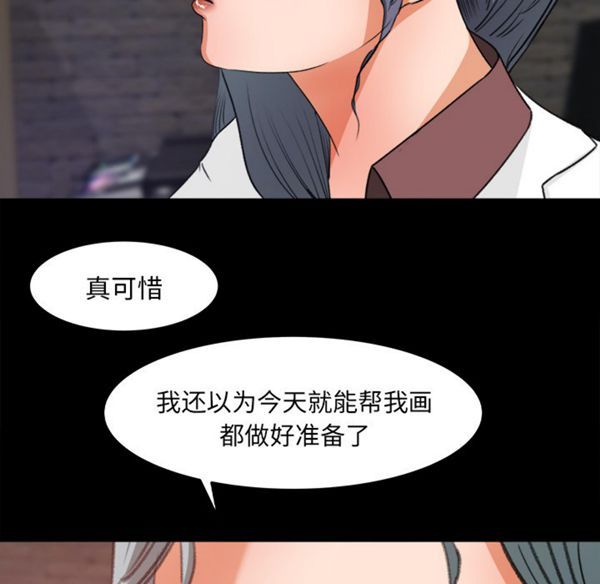 真可惜
我还以为今天就能帮我画
都做好准备了